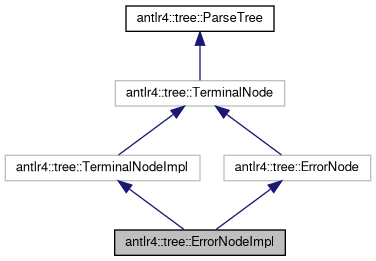 antlr4::tree::ParseTree
antlr4::tree::TerminalNode
antlr4::tree::TerminalNodeImpl
antlr4::tree::ErrorNode
antlr4::tree::ErrorNodeImpl